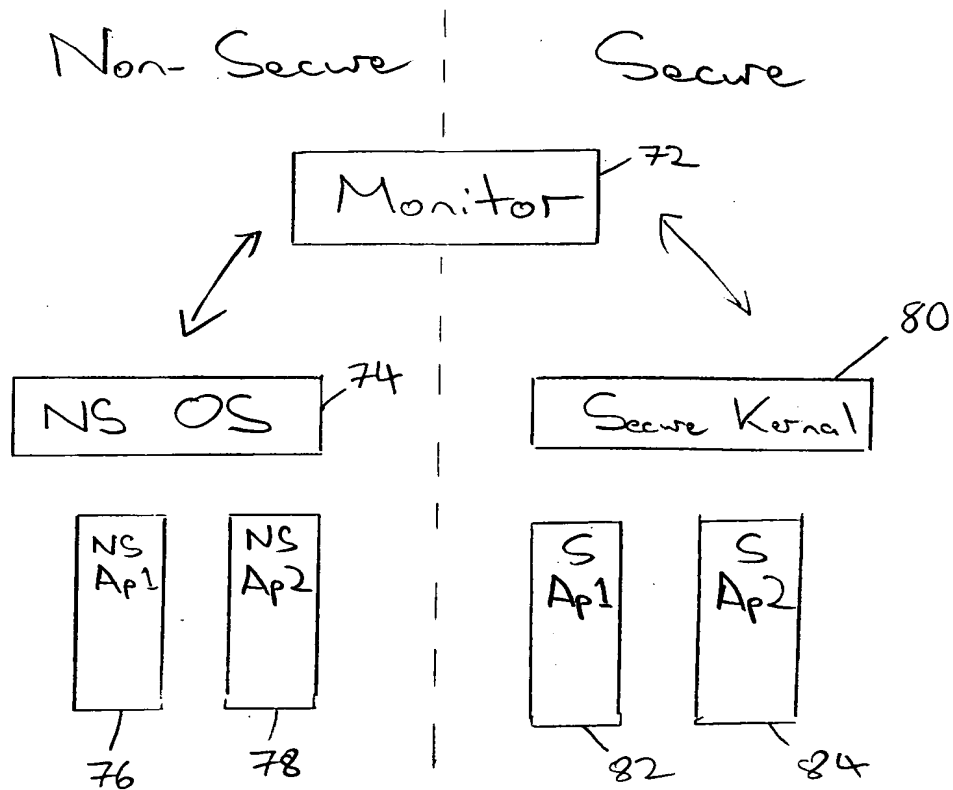 Non-Secure Secure
Monitor
72
NS OS
74
Secure Kernal
80
NS
Ap1
NS
Ap2
S
Ap1
S
Ap2
76
78
82
84